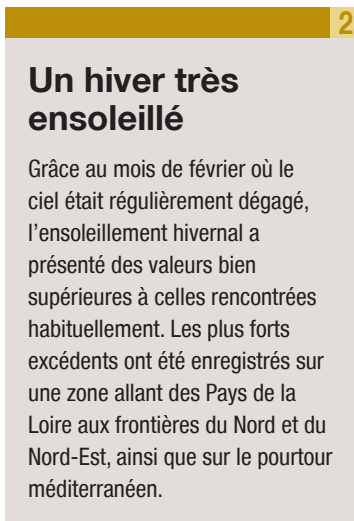 2
Un hiver très
ensoleillé
Grâce au mois de février où le
ciel était régulièrement dégagé,
l’ensoleillement hivernal a
présenté des valeurs bien
supérieures à celles rencontrées
habituellement. Les plus forts
excédents ont été enregistrés sur
une zone allant des Pays de la
Loire aux frontières du Nord et du
Nord-Est, ainsi que sur le pourtour
méditerranéen.